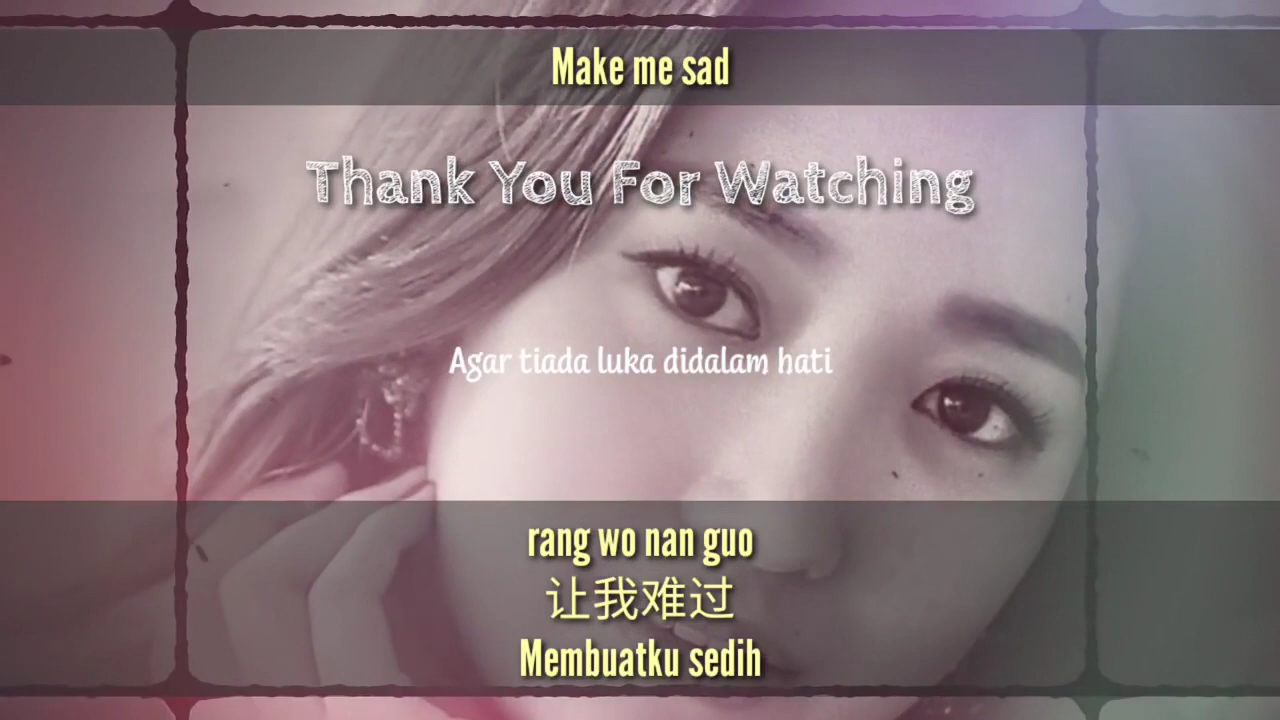 Make me sad
Thank You For Watching
Agar tiada luka didalam hati
rang wo nan guo
让我难过
Membuatku sedih